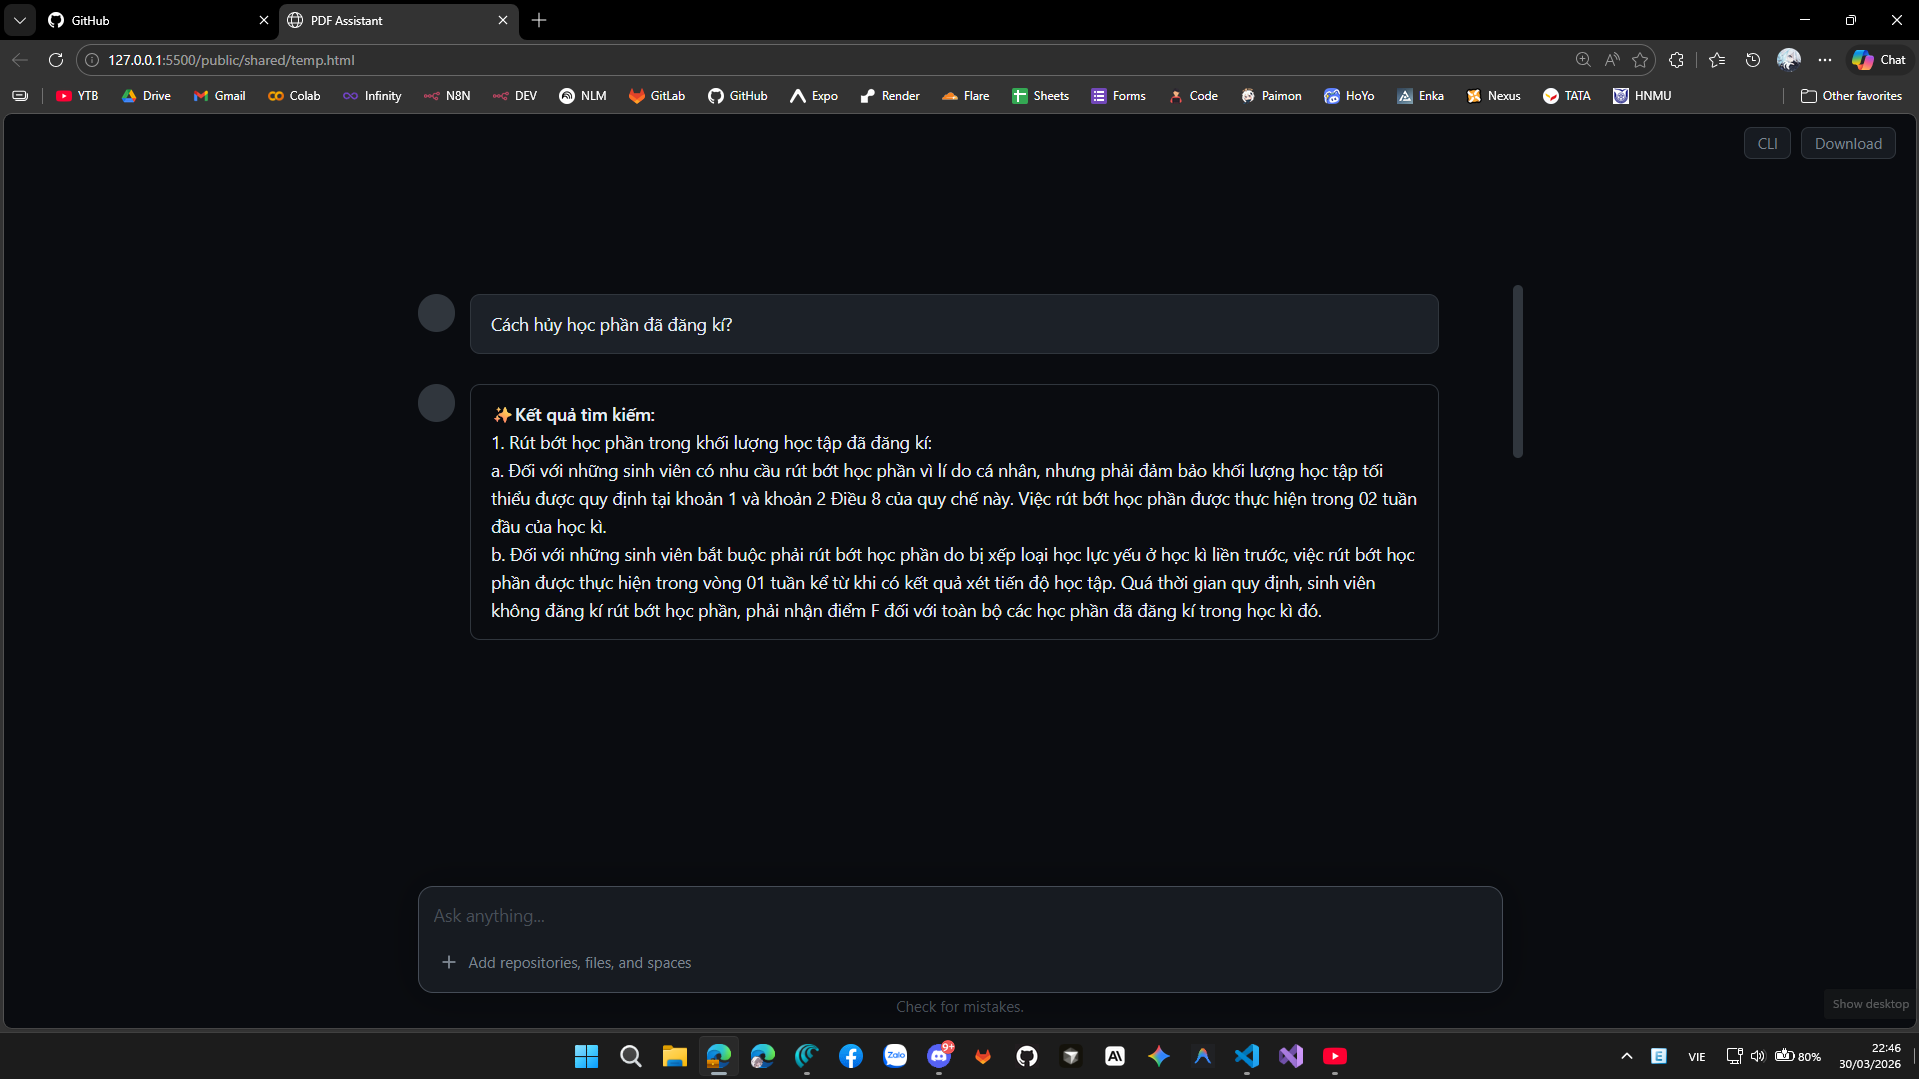 GitHub
PDF Assistant
127.0.0.1:5500/public/shared/temp.html
Chat
YTB
Drive
Gmail
Colab
Infinity
N8N
DEV
NLM
GitLab
GitHub
Expo
Render
Flare
Sheets
Forms
Code
Paimon
HoYo
Enka
Nexus
TATA
HNMU
Other favorites
CLI
Download
Cách hủy học phần đã đăng kí?
✨Kết quả tìm kiếm:
1. Rút bớt học phần trong khối lượng học tập đã đăng kí:
a. Đối với những sinh viên có nhu cầu rút bớt học phần vì lí do cá nhân, nhưng phải đảm bảo khối lượng học tập tối
thiểu được quy định tại khoản 1 và khoản 2 Điều 8 của quy chế này. Việc rút bớt học phần được thực hiện trong 02 tuần
đầu của học kì.
b. Đối với những sinh viên bắt buộc phải rút bớt học phần do bị xếp loại học lực yếu ở học kì liền trước, việc rút bớt học
phần được thực hiện trong vòng 01 tuần kể từ khi có kết quả xét tiến độ học tập. Quá thời gian quy định, sinh viên
không đăng kí rút bớt học phần, phải nhận điểm F đối với toàn bộ các học phần đã đăng kí trong học kì đó.
Ask anything...
Add repositories, files, and spaces
Check for mistakes.
Show desktop
Zalo
9+
E
VIE
80%
22:46
30/03/2026